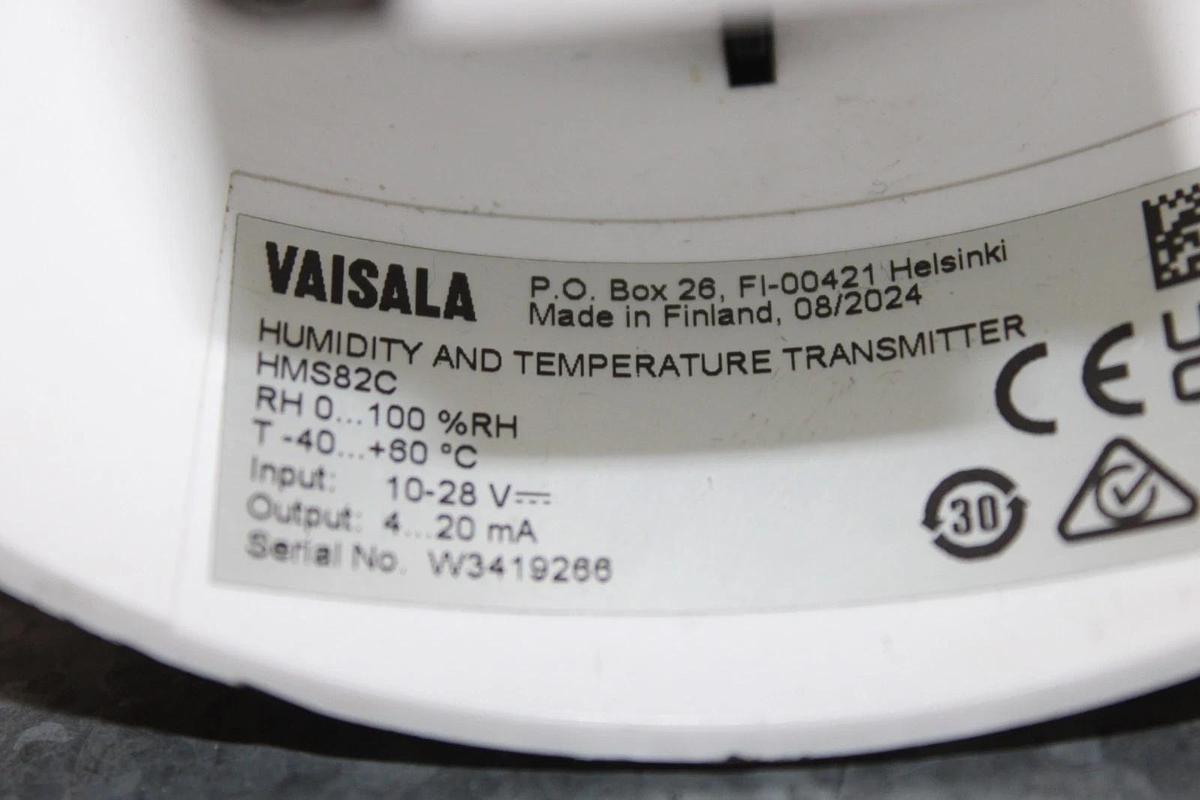 VAISALA P.O. Box 26, FI-00421 Helsinki
Made in Finland, 08/2024
HUMIDITY AND TEMPERATURE TRANSMITTER
HMS82C
RH 0...100 %RH
T -40...+60 °C
Input: 10-28 V⎓
Output: 4...20 mA
Serial No. W3419266
CE
30